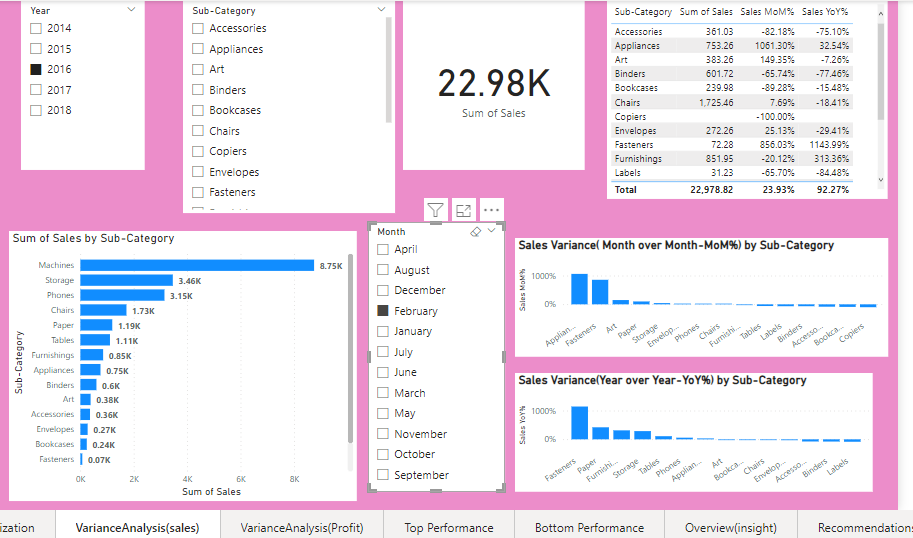 Year
2014
2015
2016
2017
2018
Sub-Category
Accessories
Appliances
Art
Binders
Bookcases
Chairs
Copiers
Envelopes
Fasteners
22.98K
Sum of Sales
Sub-Category Sum of Sales Sales MoM% Sales YoY%
Accessories 361.03 -82.18% -75.10%
Appliances 753.26 1061.30% 32.54%
Art 383.26 149.35% -7.26%
Binders 601.72 -65.74% -77.46%
Bookcases 239.98 -89.28% -15.48%
Chairs 1,725.46 7.69% -18.41%
Copiers -100.00%
Envelopes 272.26 25.13% -29.41%
Fasteners 72.28 856.03% 1143.99%
Furnishings 851.95 -20.12% 313.36%
Labels 31.23 -65.70% -84.48%
Total 22,978.82 23.93% 92.27%
Sum of Sales by Sub-Category
Sub-Category
Machines 8.75K
Storage 3.46K
Phones 3.15K
Chairs 1.73K
Paper 1.19K
Tables 1.11K
Furnishings 0.85K
Appliances 0.75K
Binders 0.6K
Art 0.38K
Accessories 0.36K
Envelopes 0.27K
Bookcases 0.24K
Fasteners 0.07K
0K 2K 4K 6K 8K
Sum of Sales
Month
April
August
December
February
January
July
June
March
May
November
October
September
Sales Variance( Month over Month-MoM%) by Sub-Category
Sales MoM%
1000%
0%
Applian... Fasteners Art Paper Storage Envelop... Phones Chairs Furnishi... Tables Labels Binders Accesso... Bookca... Copiers
Sales Variance(Year over Year-YoY%) by Sub-Category
Sales YoY%
1000%
0%
Fasteners Paper Furnishi... Storage Tables Phones Applian... Art Bookca... Chairs Envelop... Accesso... Binders Labels
ization VarianceAnalysis(sales) VarianceAnalysis(Profit) Top Performance Bottom Performance Overview(insight) Recommendations